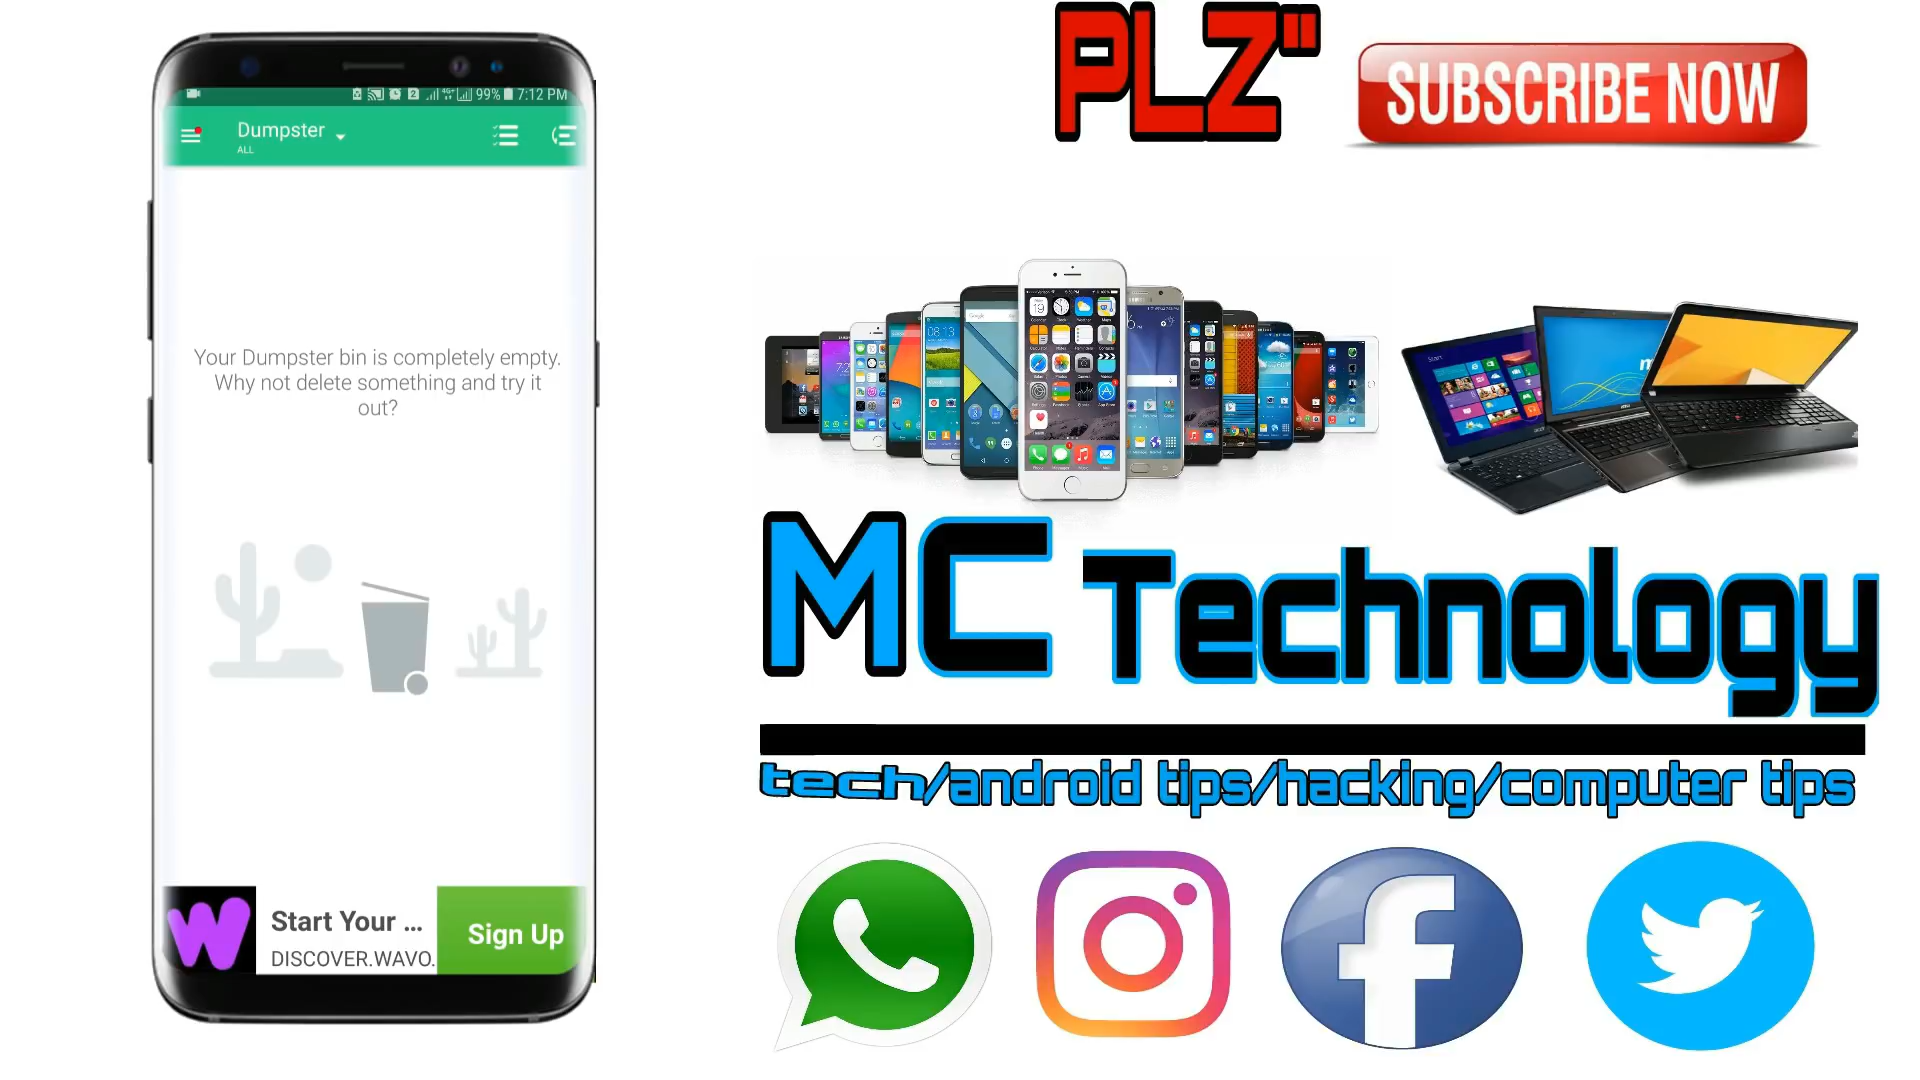 99% 7:12 PM
Dumpster
ALL
Your Dumpster bin is completely empty.
Why not delete something and try it
out?
Start Your ...
DISCOVER.WAVO.
Sign Up
PLZ"
SUBSCRIBE NOW
MC Technology
tech/android tips/hacking/computer tips